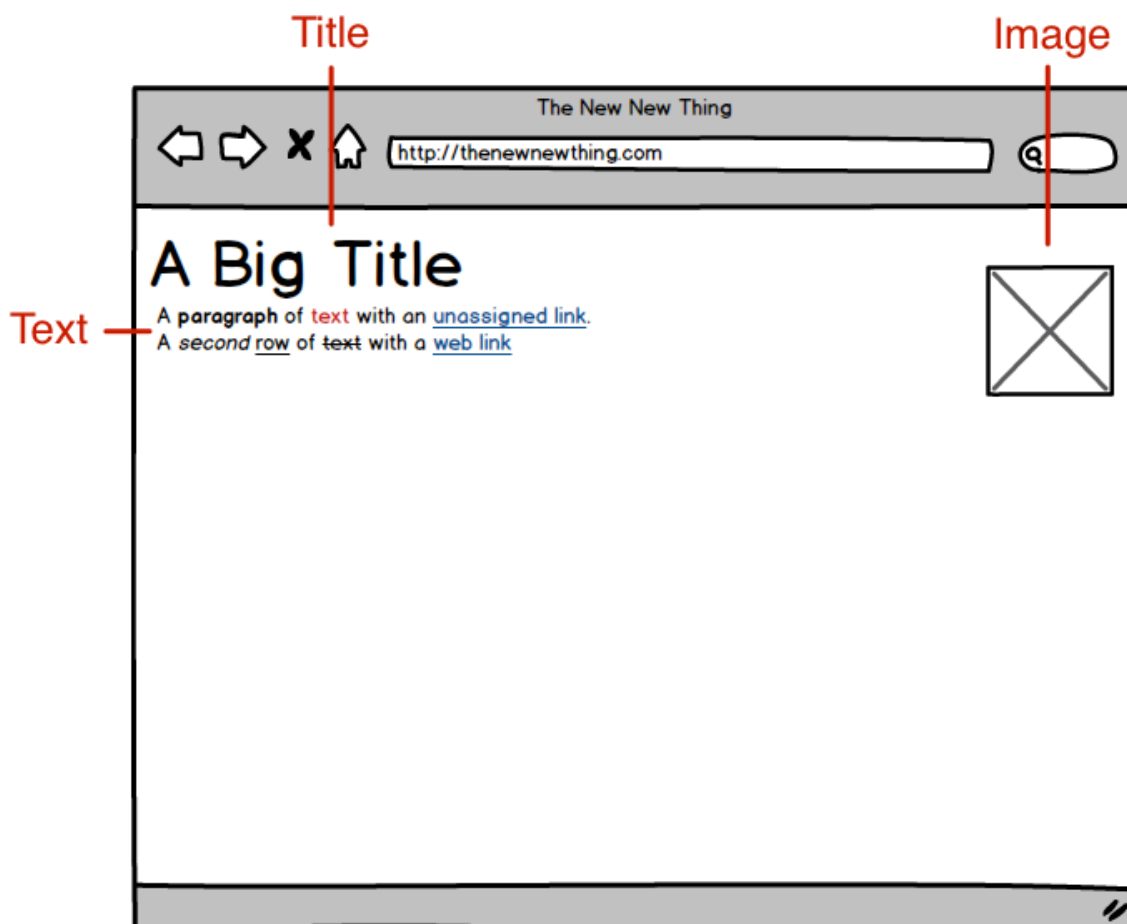 Title
Image
The New New Thing
http://thenewnewthing.com
A Big Title
Text
A paragraph of text with an unassigned link.
A second row of text with a web link